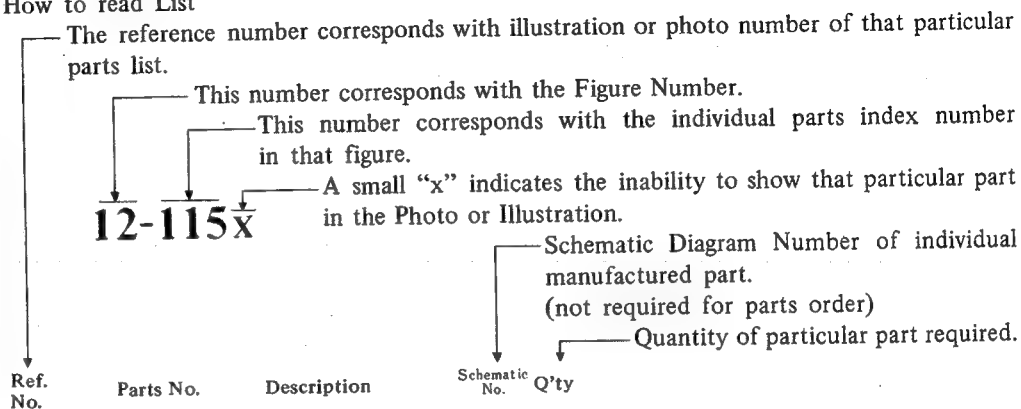 How to read List
The reference number corresponds with illustration or photo number of that particular
parts list.
This number corresponds with the Figure Number.
This number corresponds with the individual parts index number
in that figure.
A small “x” indicates the inability to show that particular part
in the Photo or Illustration.
12-115x
Schematic Diagram Number of individual
manufactured part.
(not required for parts order)
Quantity of particular part required.
Ref. No. Parts No. Description Schematic No. Q'ty